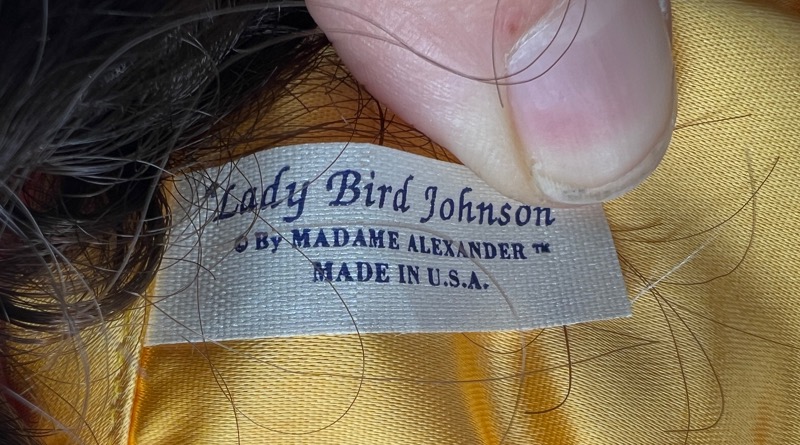 Lady Bird Johnson
© By MADAME ALEXANDER ™
MADE IN U.S.A.